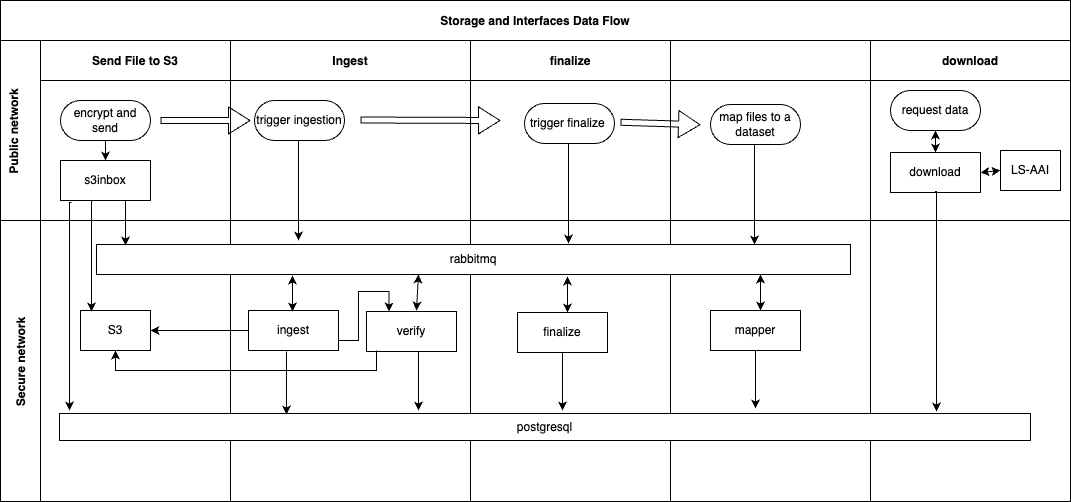 Storage and Interfaces Data Flow
Send File to S3
Ingest
finalize
download
Public network
encrypt and
send
trigger ingestion
trigger finalize
map files to a
dataset
request data
s3inbox
download
LS-AAI
Secure network
rabbitmq
S3
ingest
verify
finalize
mapper
postgresql